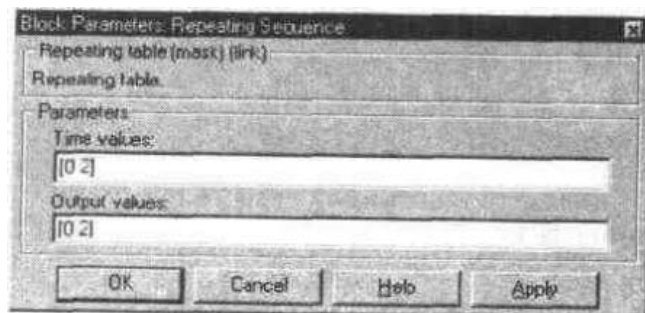 Block Parameters: Repeating Sequence
Repeating table (mask) (link)
Repeating table.
Parameters
Time values:
[0 2]
Output values:
[0 2]
OK Cancel Help Apply